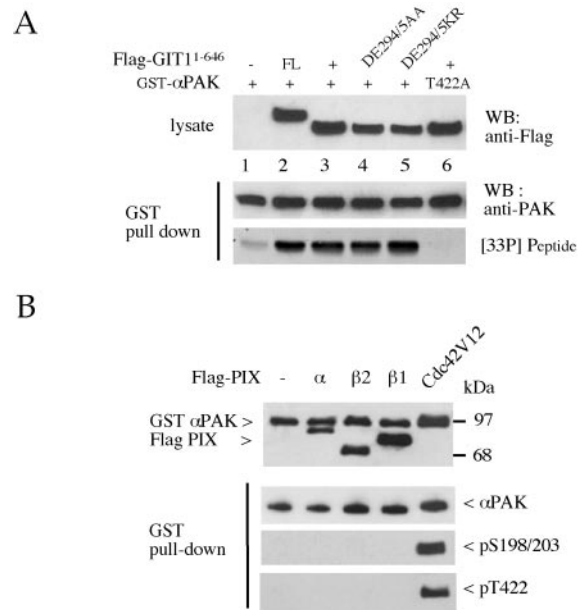 A
Flag-GIT1¹⁻⁶⁴⁶ - FL + DE294/5AA DE294/5KR +
GST-αPAK + + + + + T422A
lysate
WB:
anti-Flag
1 2 3 4 5 6
GST
pull down
WB :
anti-PAK
[33P] Peptide
B
Flag-PIX - α β2 β1 Cdc42V12
kDa
GST αPAK > - 97
Flag PIX >
- 68
GST
pull-down
< αPAK
< pS198/203
< pT422